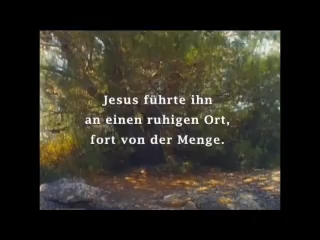 Jesus führte ihn
an einen ruhigen Ort,
fort von der Menge.